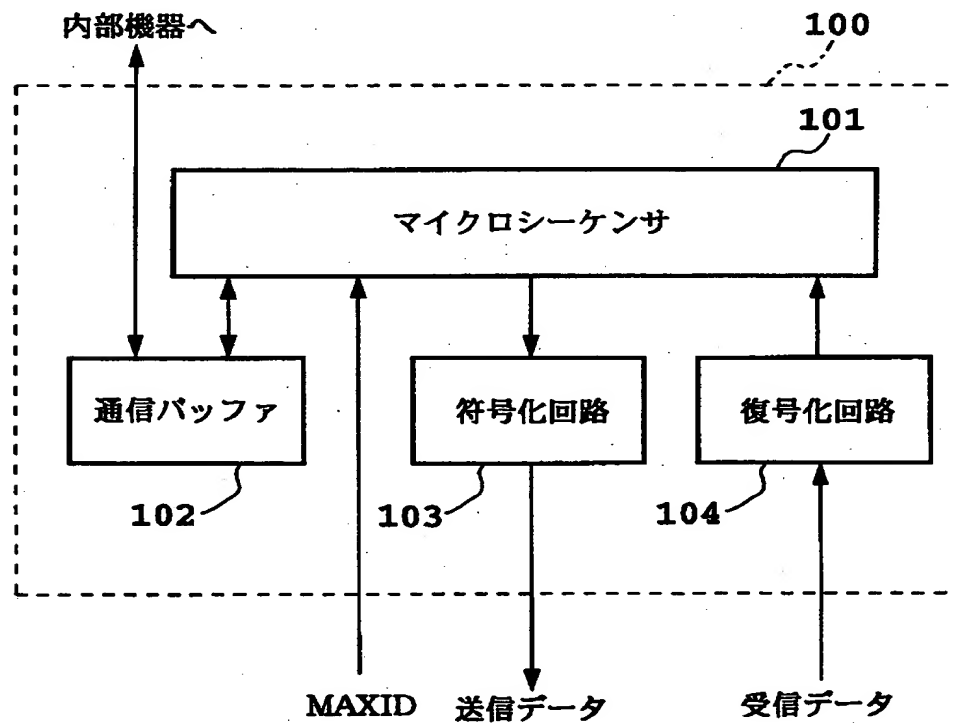 内部機器へ
100
101
マイクロシーケンサ
通信バッファ
符号化回路
復号化回路
102
103
104
MAXID
送信データ
受信データ